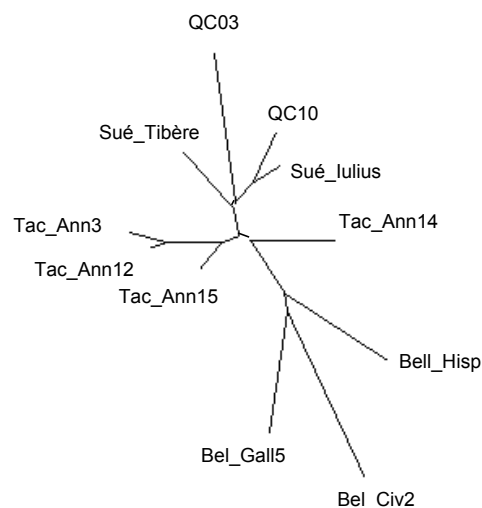 QC03
QC10
Sué_Tibère
Sué_Iulius
Tac_Ann3
Tac_Ann14
Tac_Ann12
Tac_Ann15
Bell_Hisp
Bel_Gall5
Bel_Civ2